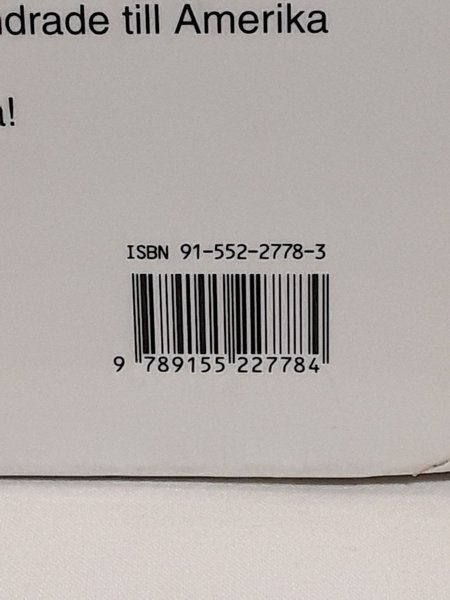 ndrade till Amerika
a!
ISBN 91-552-2778-3
9 789155 227784